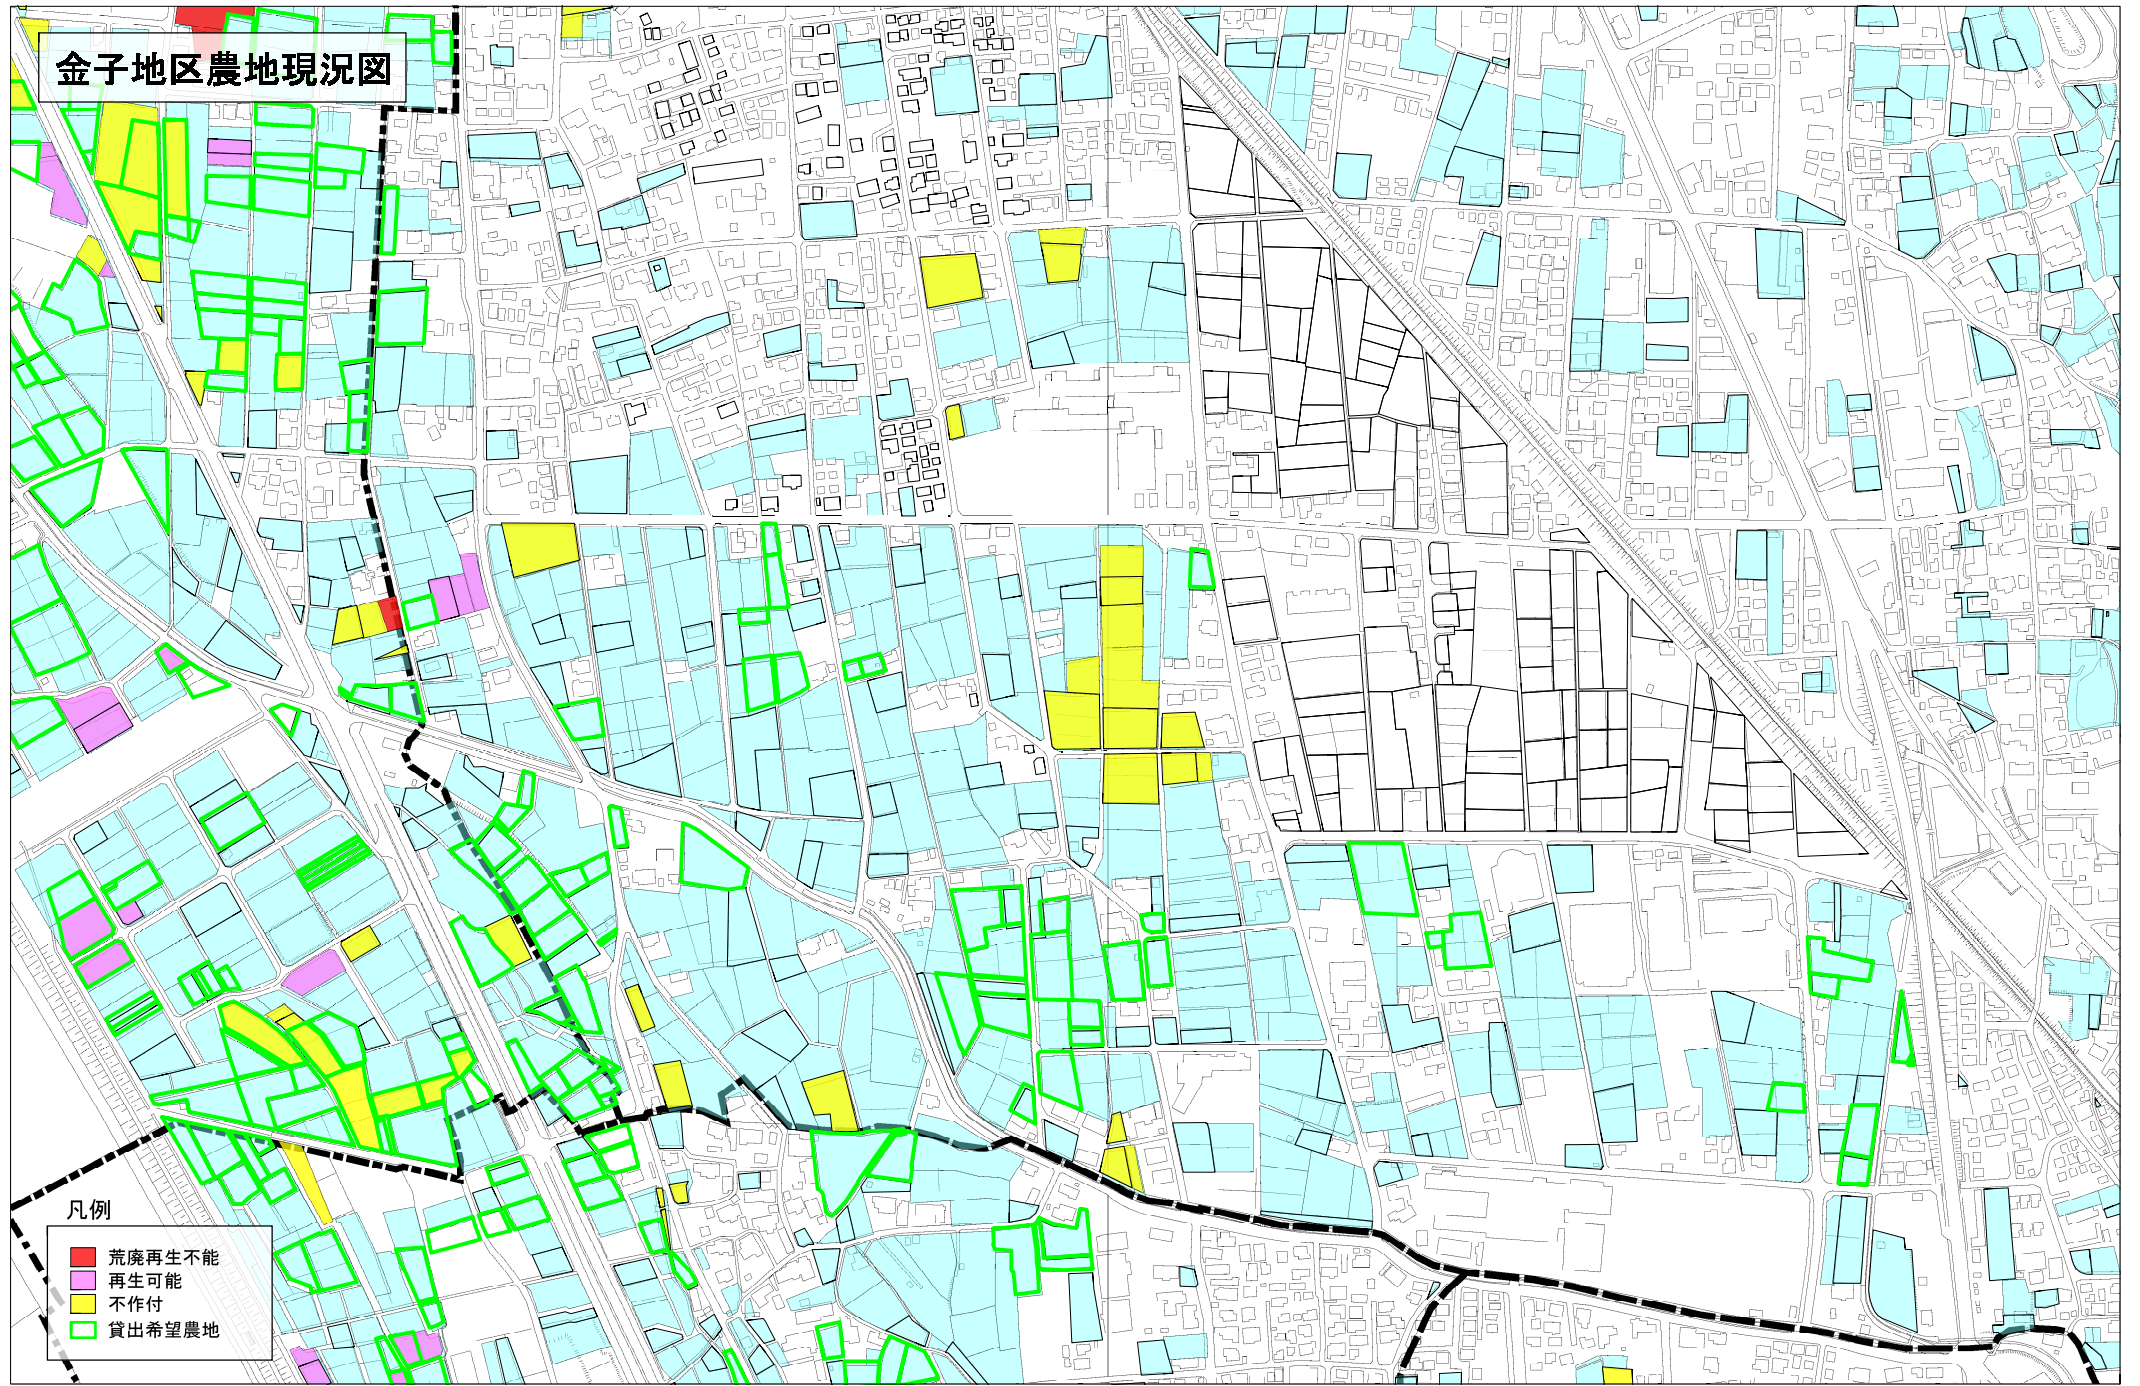 金子地区農地現況図
凡例
荒廃再生不能
再生可能
不作付
貸出希望農地